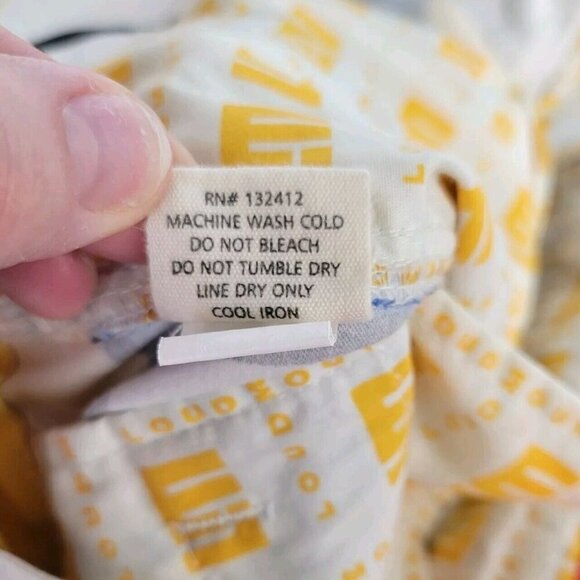 RN# 132412
MACHINE WASH COLD
DO NOT BLEACH
DO NOT TUMBLE DRY
LINE DRY ONLY
COOL IRON